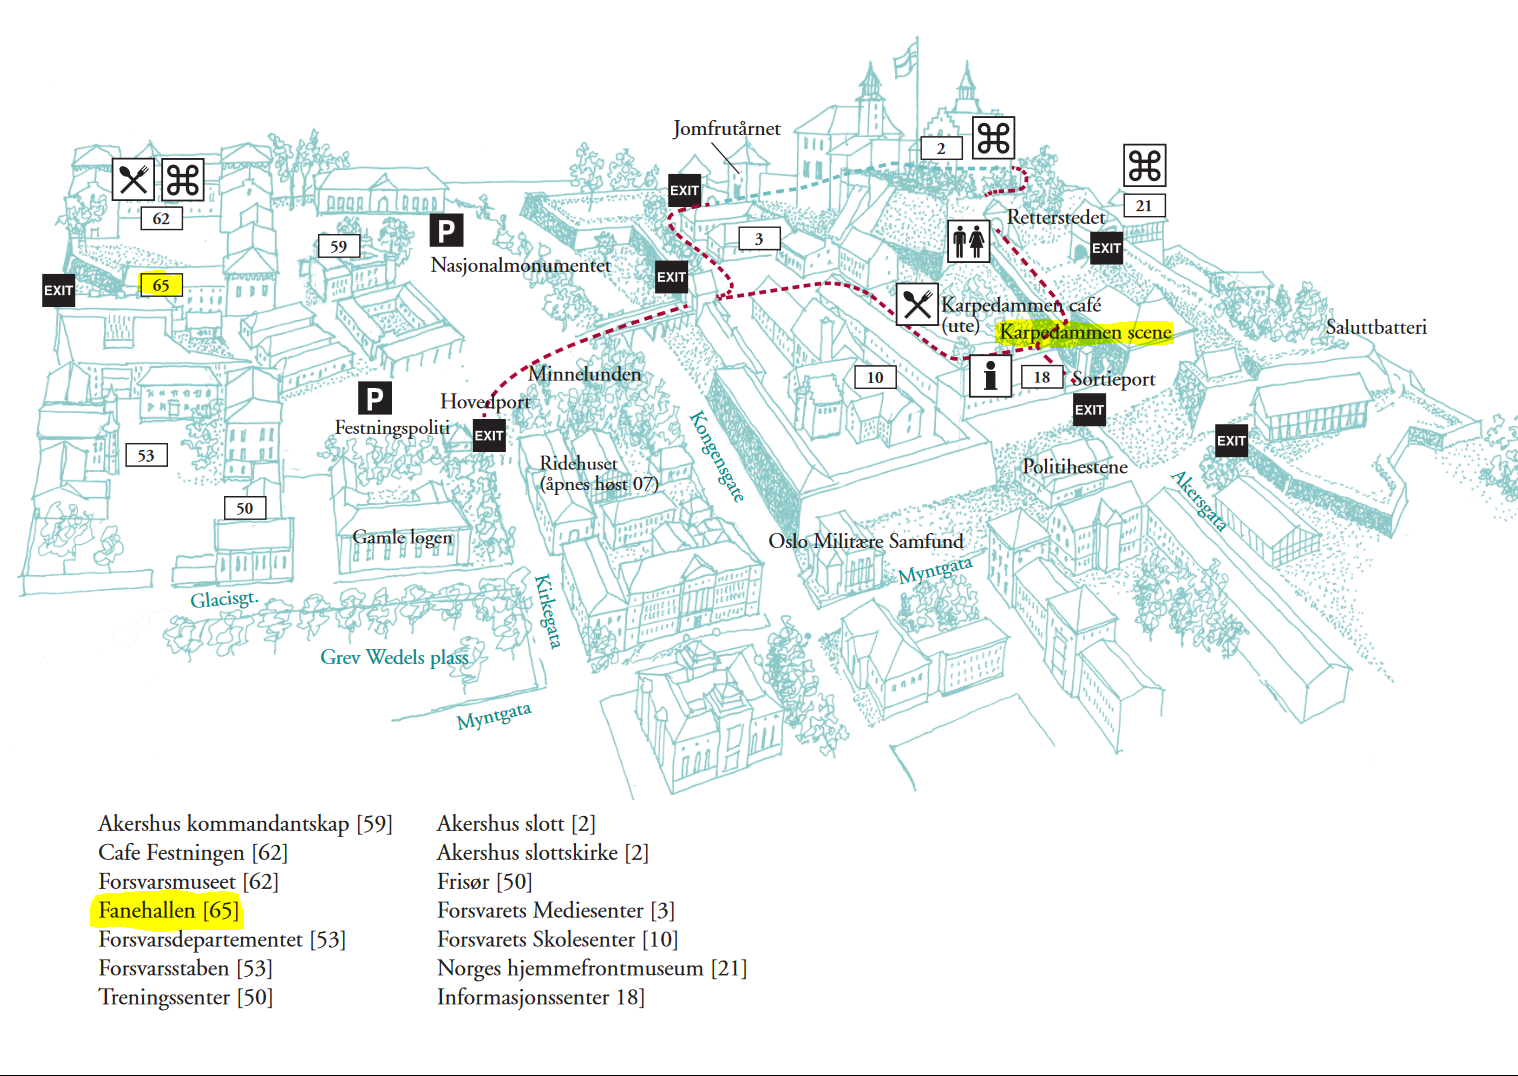 Jomfrutårnet
2
EXIT
62
59
P
3
Retterstedet
21
EXIT
Nasjonalmonumentet
EXIT
EXIT
65
Karpedammen café
(ute)
Karpedammen scene
Saluttbatteri
Minnelunden
10
i
18
Sortieport
P
Hovedport
EXIT
Festningspoliti
EXIT
EXIT
53
Ridehuset
(åpnes høst 07)
Kongensgate
Politihestene
Akersgata
50
Gamle logen
Oslo Militære Samfund
Myntgata
Glacisgt.
Kirkegata
Grev Wedels plass
Myntgata
Akershus kommandantskap [59]
Cafe Festningen [62]
Forsvarsmuseet [62]
Fanehallen [65]
Forsvarsdepartementet [53]
Forsvarsstaben [53]
Treningssenter [50]
Akershus slott [2]
Akershus slottskirke [2]
Frisør [50]
Forsvarets Mediesenter [3]
Forsvarets Skolesenter [10]
Norges hjemmefrontmuseum [21]
Informasjonssenter 18]